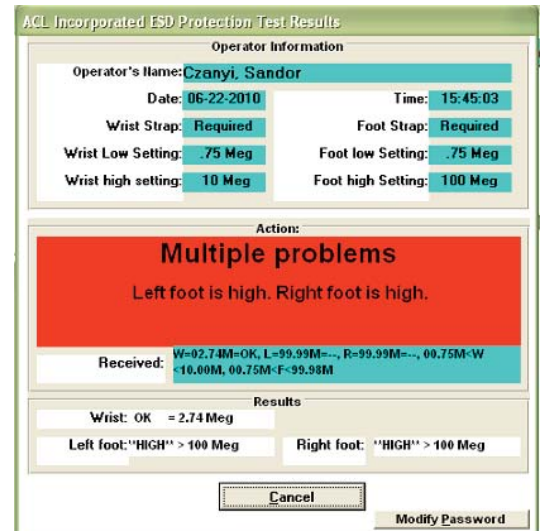 ACL Incorporated ESD Protection Test Results
Operator Information
Operator's Name: Czanyi, Sandor
Date: 06-22-2010 Time: 15:45:03
Wrist Strap: Required Foot Strap: Required
Wrist Low Setting: .75 Meg Foot low Setting: .75 Meg
Wrist high setting: 10 Meg Foot high Setting: 100 Meg
Action:
Multiple problems
Left foot is high. Right foot is high.
Received: W=02.74M=OK, L=99.99M=--, R=99.99M=--, 00.75M<W
<10.00M, 00.75M<F<99.98M
Results
Wrist: OK = 2.74 Meg
Left foot: "HIGH" > 100 Meg Right foot: "HIGH" > 100 Meg
Cancel
Modify Password